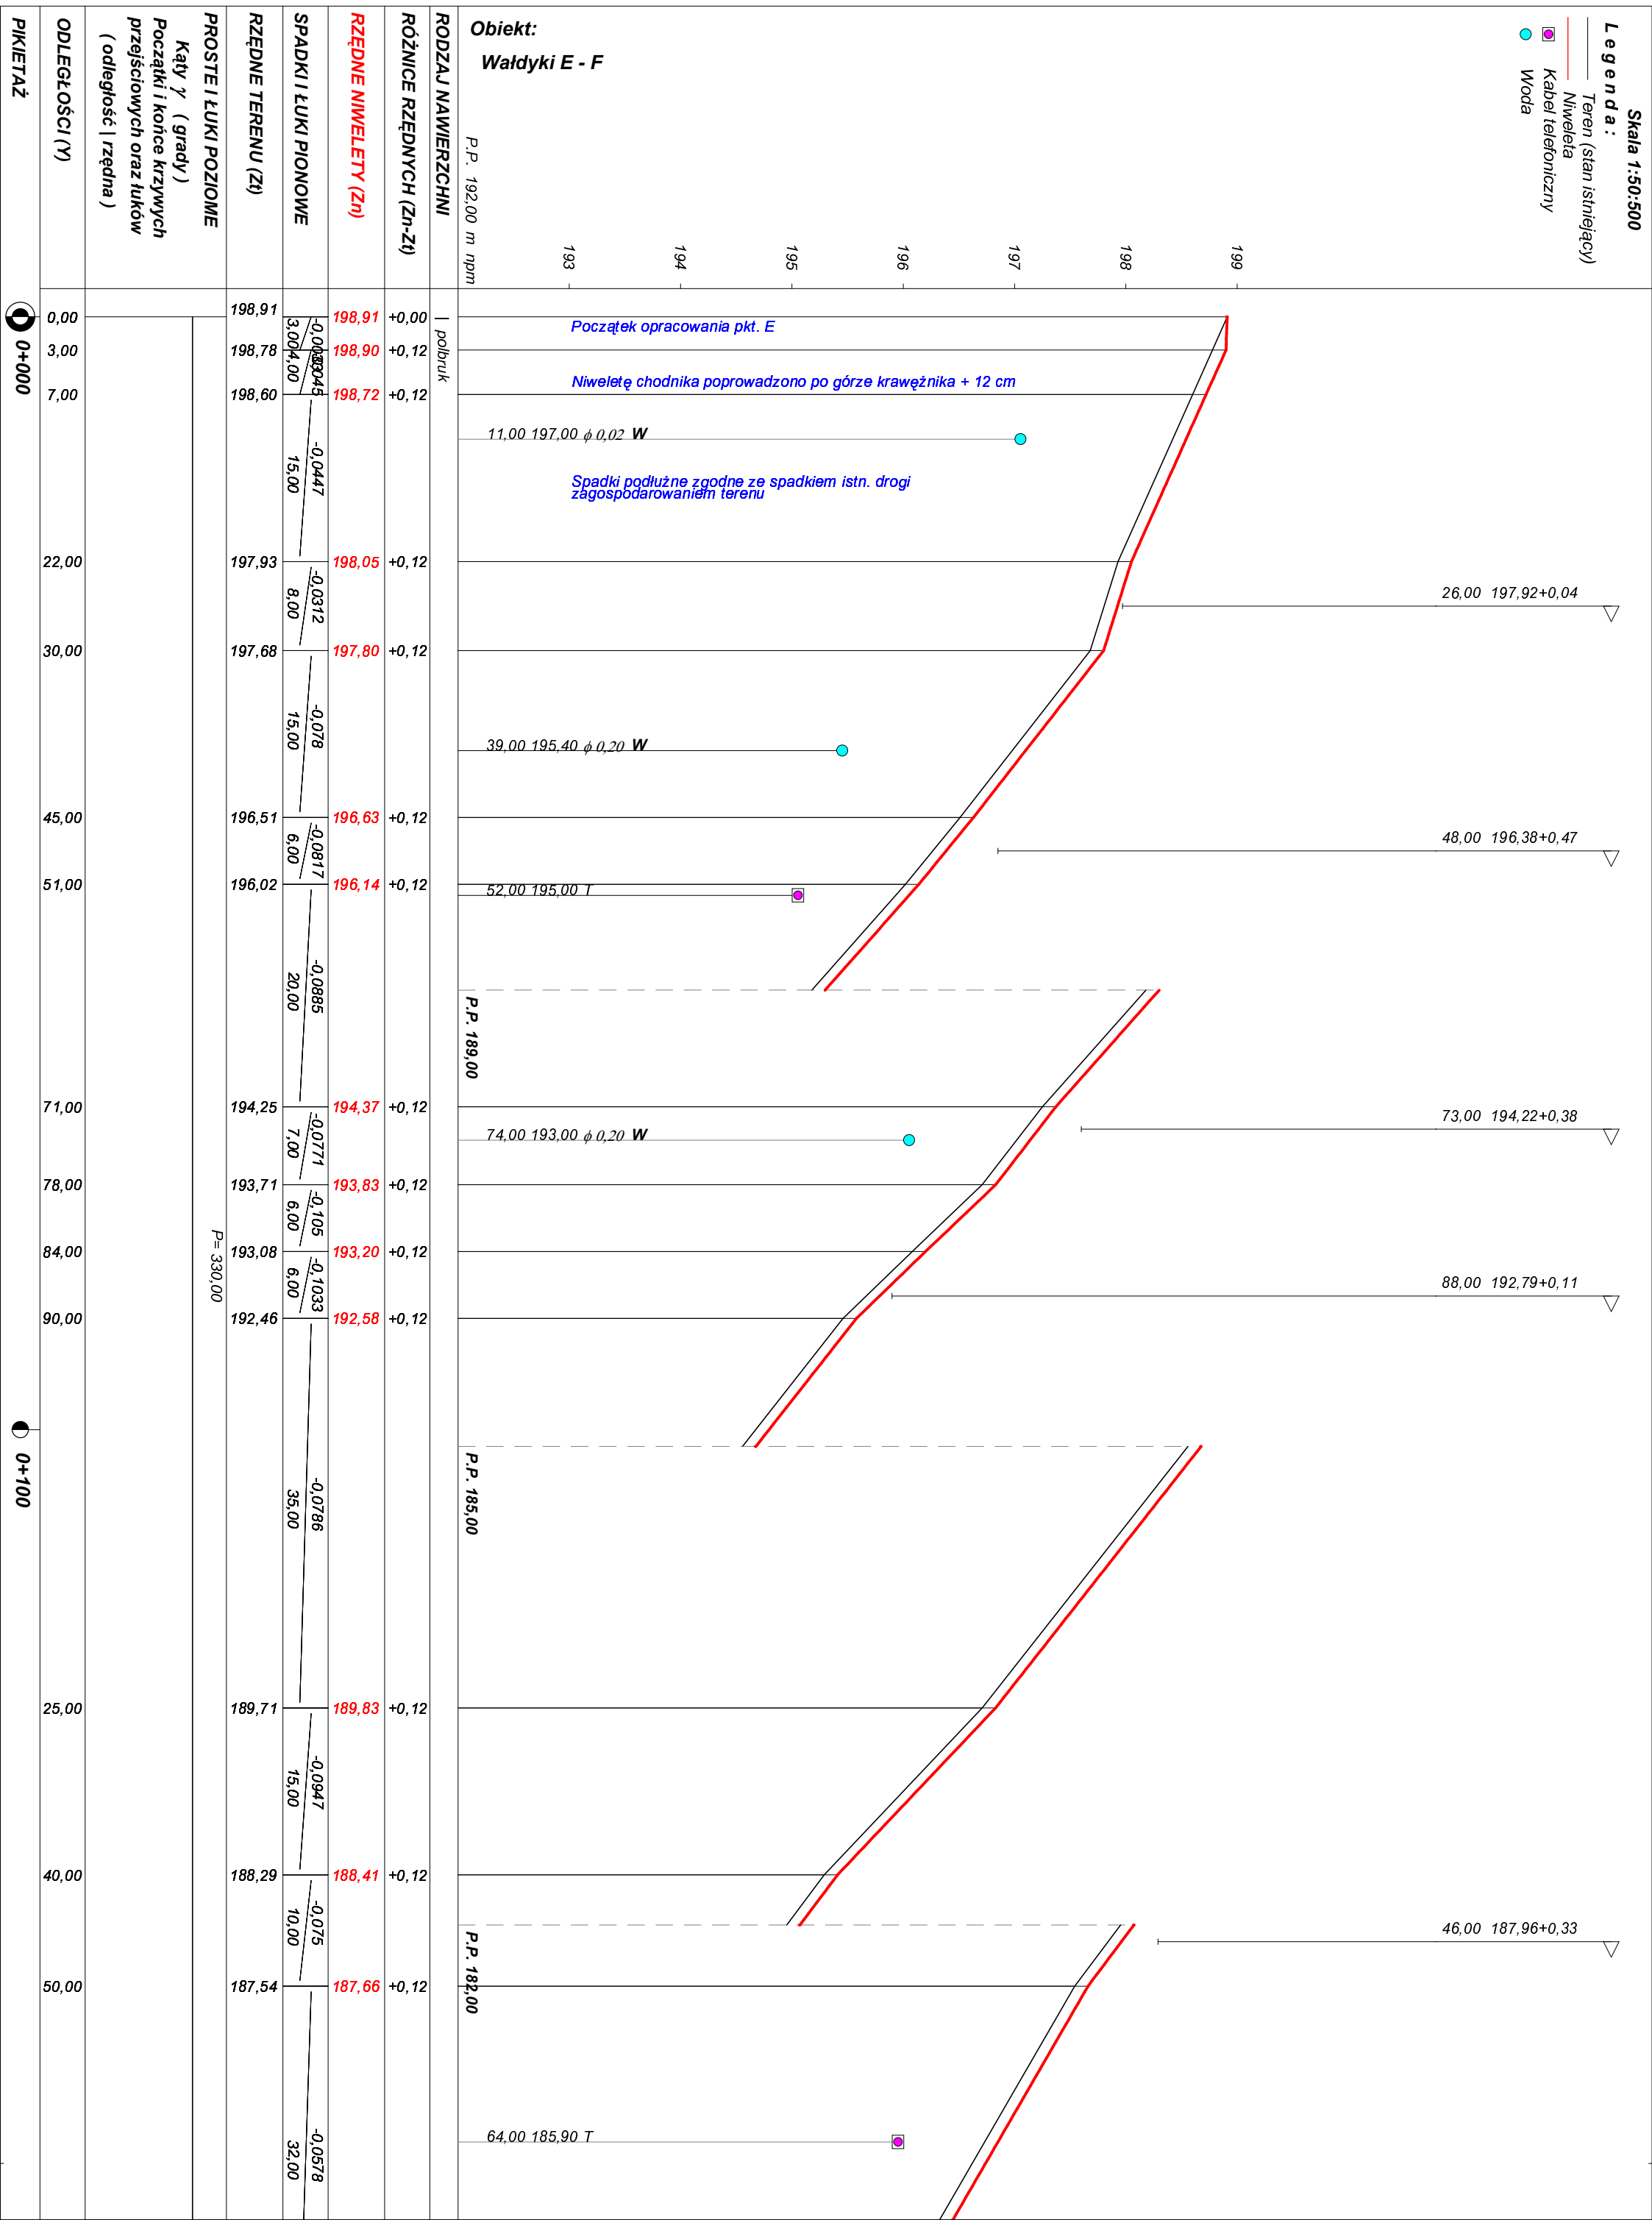 Skala 1:50:500
Legenda:
Teren (stan istniejący)
Niweleta
Kabel telefoniczny
Woda
Obiekt:
Wałdyki E - F
P.P. 192,00 m npm
193
194
195
196
197
198
199
RODZAJ NAWIERZCHNI
| polbruk
RÓŻNICE RZĘDNYCH (Zn-Zt)
+0,00
+0,12
+0,12
+0,12
+0,12
+0,12
+0,12
+0,12
+0,12
+0,12
+0,12
+0,12
+0,12
+0,12
RZĘDNE NIWELETY (Zn)
198,91
198,90
198,72
198,05
197,80
196,63
196,14
194,37
193,83
193,20
192,58
189,83
188,41
187,66
SPADKI I ŁUKI PIONOWE
3,00
-0,045
4,00
-0,0447
15,00
-0,0312
8,00
-0,078
15,00
-0,0817
6,00
-0,0885
20,00
-0,0771
7,00
-0,105
6,00
-0,1033
6,00
-0,0786
35,00
-0,0947
15,00
-0,075
10,00
-0,0578
32,00
RZĘDNE TERENU (Zt)
198,91
198,78
198,60
197,93
197,68
196,51
196,02
194,25
193,71
193,08
192,46
189,71
188,29
187,54
PROSTE I ŁUKI POZIOME
P= 330,00
Kąty γ ( grady )
Początki i końce krzywych
przejściowych oraz łuków
( odległość | rzędna )
ODLEGŁOŚCI (Y)
0,00
3,00
7,00
22,00
30,00
45,00
51,00
71,00
78,00
84,00
90,00
25,00
40,00
50,00
PIKIETAŻ
0+000
0+100
Początek opracowania pkt. E
Niweletę chodnika poprowadzono po górze krawężnika + 12 cm
11,00 197,00 ϕ 0,02 W
Spadki podłużne zgodne ze spadkiem istn. drogi
zagospodarowaniem terenu
26,00 197,92+0,04
39,00 195,40 ϕ 0,20 W
48,00 196,38+0,47
52,00 195,00 T
P.P. 189,00
73,00 194,22+0,38
74,00 193,00 ϕ 0,20 W
88,00 192,79+0,11
P.P. 185,00
46,00 187,96+0,33
P.P. 182,00
64,00 185,90 T